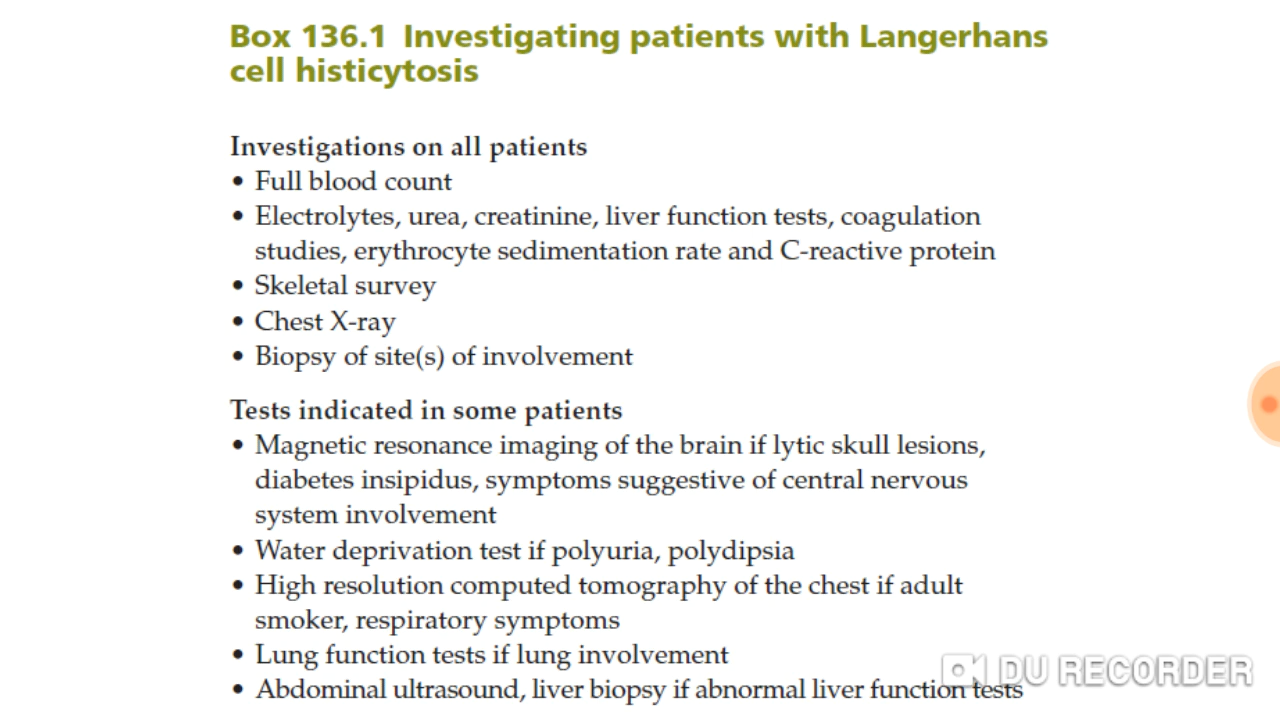 Box 136.1 Investigating patients with Langerhans
cell histicytosis
Investigations on all patients
• Full blood count
• Electrolytes, urea, creatinine, liver function tests, coagulation
studies, erythrocyte sedimentation rate and C-reactive protein
• Skeletal survey
• Chest X-ray
• Biopsy of site(s) of involvement
Tests indicated in some patients
• Magnetic resonance imaging of the brain if lytic skull lesions,
diabetes insipidus, symptoms suggestive of central nervous
system involvement
• Water deprivation test if polyuria, polydipsia
• High resolution computed tomography of the chest if adult
smoker, respiratory symptoms
• Lung function tests if lung involvement
• Abdominal ultrasound, liver biopsy if abnormal liver function tests
DU RECORDER